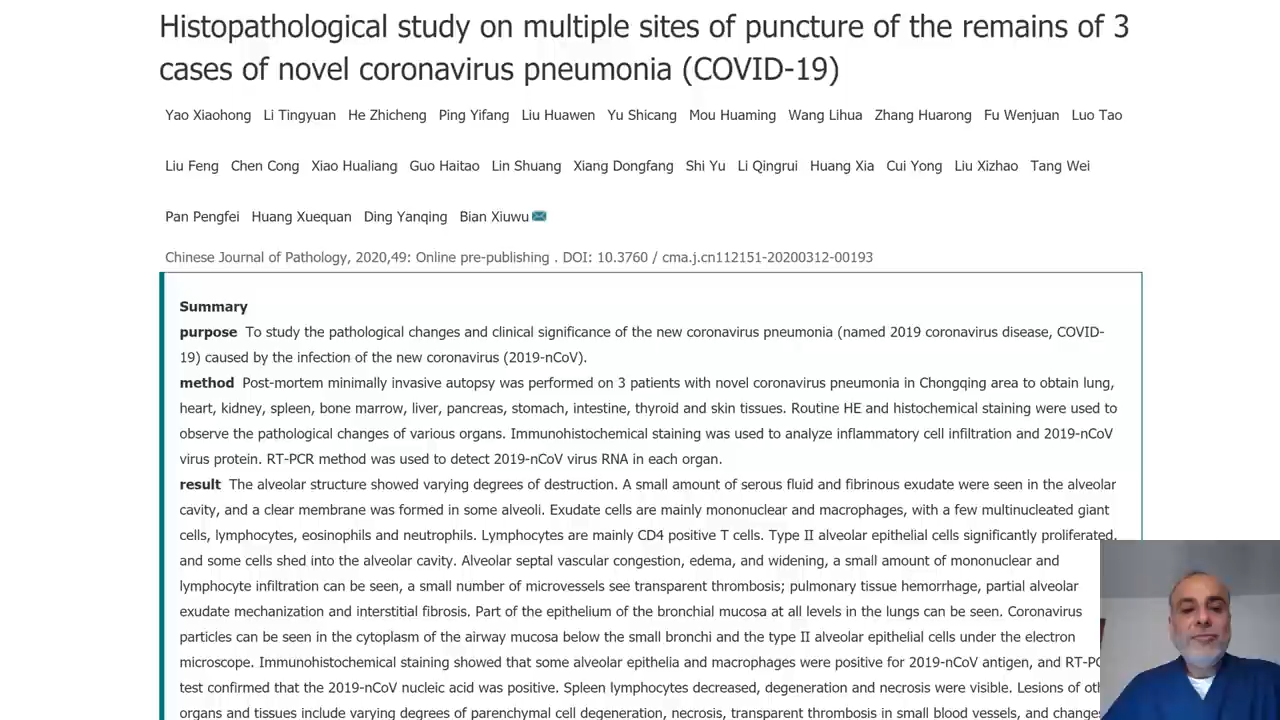 Histopathological study on multiple sites of puncture of the remains of 3
cases of novel coronavirus pneumonia (COVID-19)
Yao Xiaohong Li Tingyuan He Zhicheng Ping Yifang Liu Huawen Yu Shicang Mou Huaming Wang Lihua Zhang Huarong Fu Wenjuan Luo Tao
Liu Feng Chen Cong Xiao Hualiang Guo Haitao Lin Shuang Xiang Dongfang Shi Yu Li Qingrui Huang Xia Cui Yong Liu Xizhao Tang Wei
Pan Pengfei Huang Xuequan Ding Yanqing Bian Xiuwu
Chinese Journal of Pathology, 2020,49: Online pre-publishing . DOI: 10.3760 / cma.j.cn112151-20200312-00193
Summary
purpose To study the pathological changes and clinical significance of the new coronavirus pneumonia (named 2019 coronavirus disease, COVID-
19) caused by the infection of the new coronavirus (2019-nCoV).
method Post-mortem minimally invasive autopsy was performed on 3 patients with novel coronavirus pneumonia in Chongqing area to obtain lung,
heart, kidney, spleen, bone marrow, liver, pancreas, stomach, intestine, thyroid and skin tissues. Routine HE and histochemical staining were used to
observe the pathological changes of various organs. Immunohistochemical staining was used to analyze inflammatory cell infiltration and 2019-nCoV
virus protein. RT-PCR method was used to detect 2019-nCoV virus RNA in each organ.
result The alveolar structure showed varying degrees of destruction. A small amount of serous fluid and fibrinous exudate were seen in the alveolar
cavity, and a clear membrane was formed in some alveoli. Exudate cells are mainly mononuclear and macrophages, with a few multinucleated giant
cells, lymphocytes, eosinophils and neutrophils. Lymphocytes are mainly CD4 positive T cells. Type II alveolar epithelial cells significantly proliferated,
and some cells shed into the alveolar cavity. Alveolar septal vascular congestion, edema, and widening, a small amount of mononuclear and
lymphocyte infiltration can be seen, a small number of microvessels see transparent thrombosis; pulmonary tissue hemorrhage, partial alveolar
exudate mechanization and interstitial fibrosis. Part of the epithelium of the bronchial mucosa at all levels in the lungs can be seen. Coronavirus
particles can be seen in the cytoplasm of the airway mucosa below the small bronchi and the type II alveolar epithelial cells under the electron
microscope. Immunohistochemical staining showed that some alveolar epithelia and macrophages were positive for 2019-nCoV antigen, and
test confirmed that the 2019-nCoV nucleic acid was positive. Spleen lymphocytes decreased, degeneration and necrosis were visible. Lesions of
organs and tissues include varying degrees of parenchymal cell degeneration, necrosis, transparent thrombosis in small blood vessels, and changes